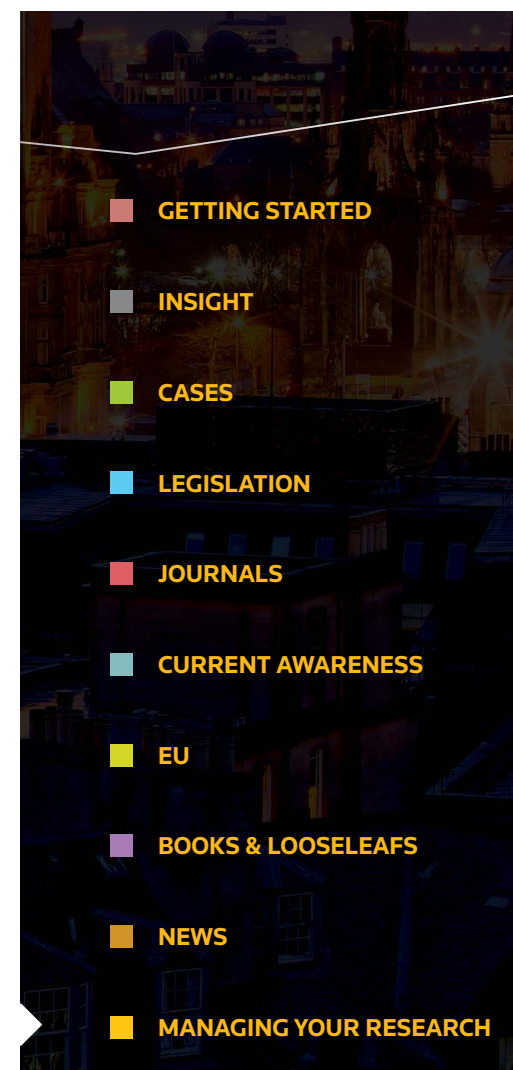 GETTING STARTED
INSIGHT
CASES
LEGISLATION
JOURNALS
CURRENT AWARENESS
EU
BOOKS & LOOSELEAFS
NEWS
MANAGING YOUR RESEARCH